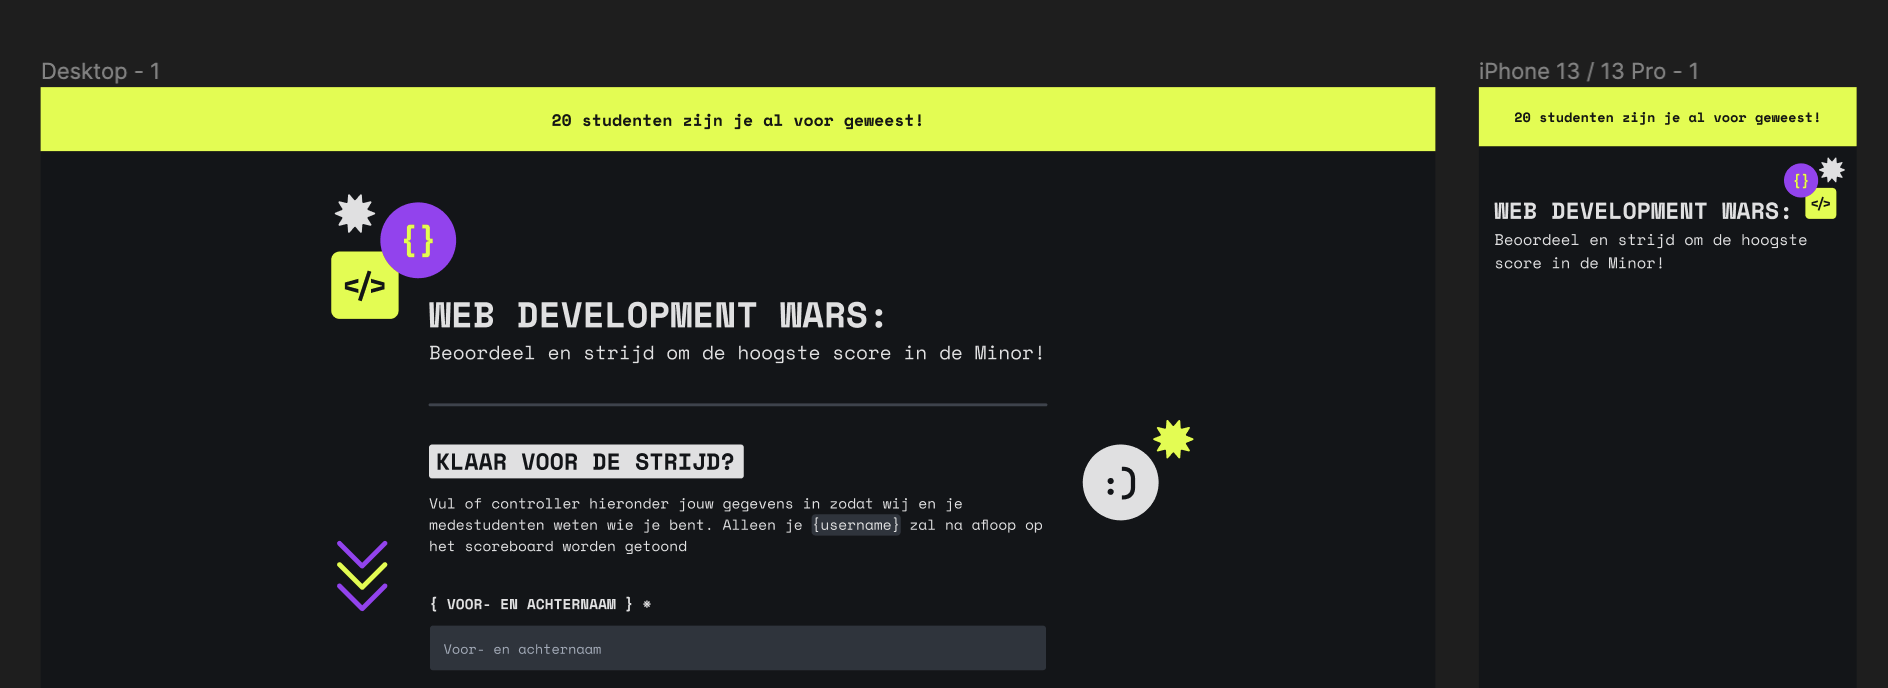 Desktop - 1
20 studenten zijn je al voor geweest!
{}
</>
WEB DEVELOPMENT WARS:
Beoordeel en strijd om de hoogste score in de Minor!
KLAAR VOOR DE STRIJD?
:)
Vul of controller hieronder jouw gegevens in zodat wij en je
medestudenten weten wie je bent. Alleen je {username} zal na afloop op
het scoreboard worden getoond
{ VOOR- EN ACHTERNAAM } *
Voor- en achternaam
iPhone 13 / 13 Pro - 1
20 studenten zijn je al voor geweest!
{}
</>
WEB DEVELOPMENT WARS:
Beoordeel en strijd om de hoogste
score in de Minor!